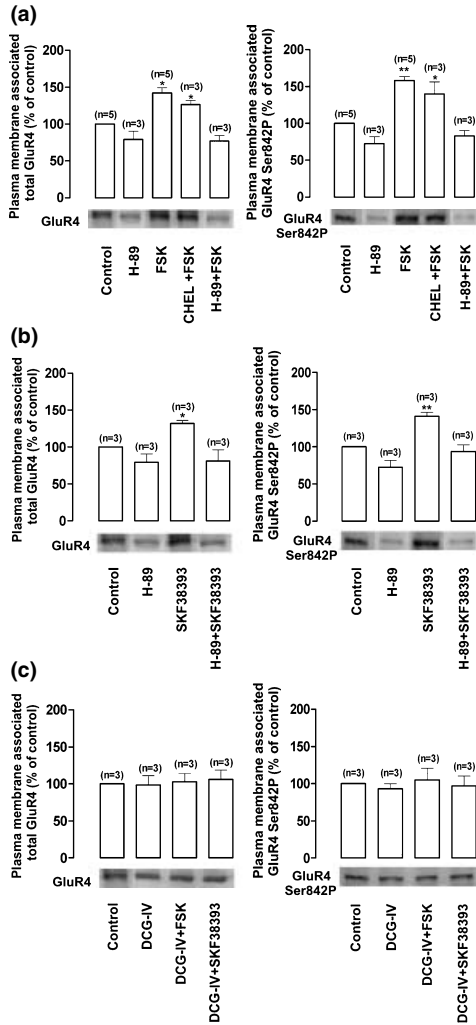 (a)
Plasma membrane associated
total GluR4 (% of control)
200
150
100
50
0
(n=5)
(n=3)
(n=5)
*
(n=3)
*
(n=3)
GluR4
Control
H-89
FSK
CHEL +FSK
H-89+FSK
Plasma membrane associated
GluR4 Ser842P (% of control)
200
150
100
50
0
(n=5)
(n=3)
(n=5)
**
(n=3)
*
(n=3)
GluR4
Ser842P
Control
H-89
FSK
CHEL +FSK
H-89+FSK
(b)
Plasma membrane associated
total GluR4 (% of control)
200
150
100
50
0
(n=3)
(n=3)
(n=3)
*
(n=3)
GluR4
Control
H-89
SKF38393
H-89+SKF38393
Plasma membrane associated
GluR4 Ser842P (% of control)
200
150
100
50
0
(n=3)
(n=3)
(n=3)
**
(n=3)
GluR4
Ser842P
Control
H-89
SKF38393
H-89+SKF38393
(c)
Plasma membrane associated
total GluR4 (% of control)
200
150
100
50
0
(n=3)
(n=3)
(n=3)
(n=3)
GluR4
Control
DCG-IV
DCG-IV+FSK
DCG-IV+SKF38393
Plasma membrane associated
GluR4 Ser842P (% of control)
200
150
100
50
0
(n=3)
(n=3)
(n=3)
(n=3)
GluR4
Ser842P
Control
DCG-IV
DCG-IV+FSK
DCG-IV+SKF38393